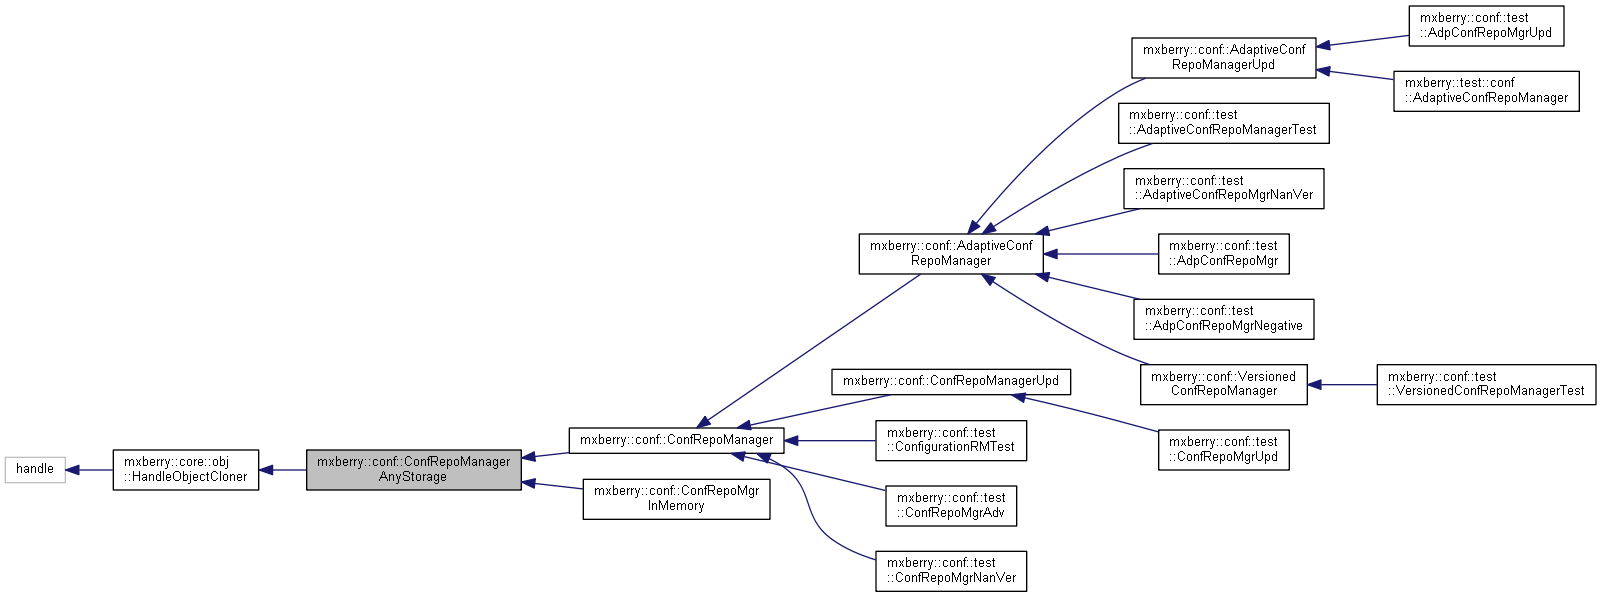 handle
mxberry::core::obj
::HandleObjectCloner
mxberry::conf::ConfRepoManager
AnyStorage
mxberry::conf::ConfRepoManager
mxberry::conf::ConfRepoMgr
InMemory
mxberry::conf::AdaptiveConf
RepoManager
mxberry::conf::ConfRepoManagerUpd
mxberry::conf::test
::ConfigurationRMTest
mxberry::conf::test
::ConfRepoMgrAdv
mxberry::conf::test
::ConfRepoMgrNanVer
mxberry::conf::AdaptiveConf
RepoManagerUpd
mxberry::conf::test
::AdaptiveConfRepoManagerTest
mxberry::conf::test
::AdaptiveConfRepoMgrNanVer
mxberry::conf::test
::AdpConfRepoMgr
mxberry::conf::test
::AdpConfRepoMgrNegative
mxberry::conf::Versioned
ConfRepoManager
mxberry::conf::test
::ConfRepoMgrUpd
mxberry::conf::test
::AdpConfRepoMgrUpd
mxberry::test::conf
::AdaptiveConfRepoManager
mxberry::conf::test
::VersionedConfRepoManagerTest